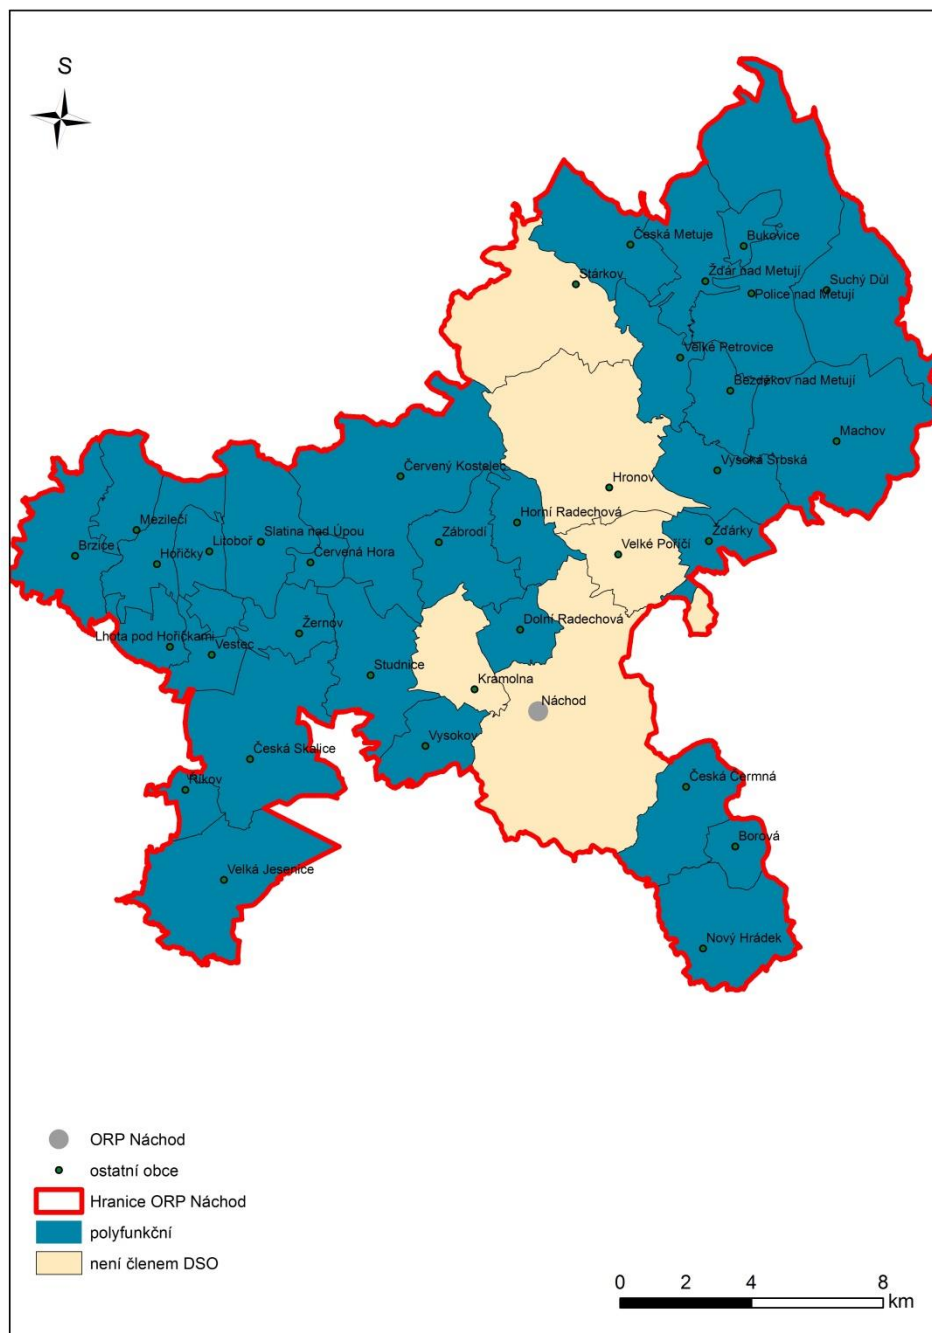 S
Česká Metuje
Bukovice
Stárkov
Žďár nad Metují
Suchý Důl
Police nad Metují
Velké Petrovice
Bezděkov nad Metují
Machov
Červený Kostelec
Vysoká Srbská
Hronov
Horní Radechová
Mezilečí
Slatina nad Úpou
Zábrodí
Žďárky
Litoboř
Brzice
Hořičky
Červená Hora
Velké Poříčí
Dolní Radechová
Žernov
Lhota pod Hořičkami
Vestec
Studnice
Kramolna
Náchod
Vysokov
Česká Skalice
Česká Čermná
Říkov
Borová
Velká Jesenice
Nový Hrádek
ORP Náchod
ostatní obce
Hranice ORP Náchod
polyfunkční
není členem DSO
0 2 4 8
km